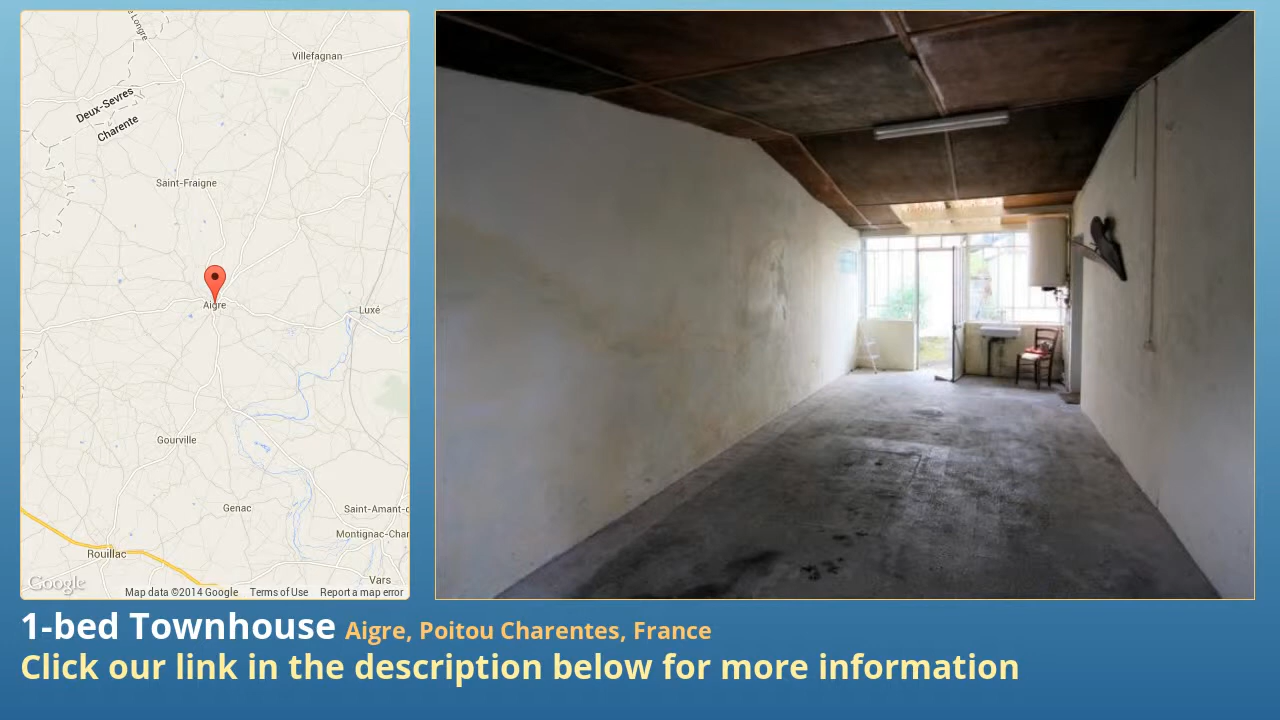 le Longre
Villefagnan
Deux-Sevres
Charente
Saint-Fraigne
Aigre
Luxé
Gourville
Genac
Saint-Amant-d
Montignac-Char
Rouillac
Vars
Google
Map data ©2014 Google Terms of Use Report a map error
1-bed Townhouse Aigre, Poitou Charentes, France
Click our link in the description below for more information